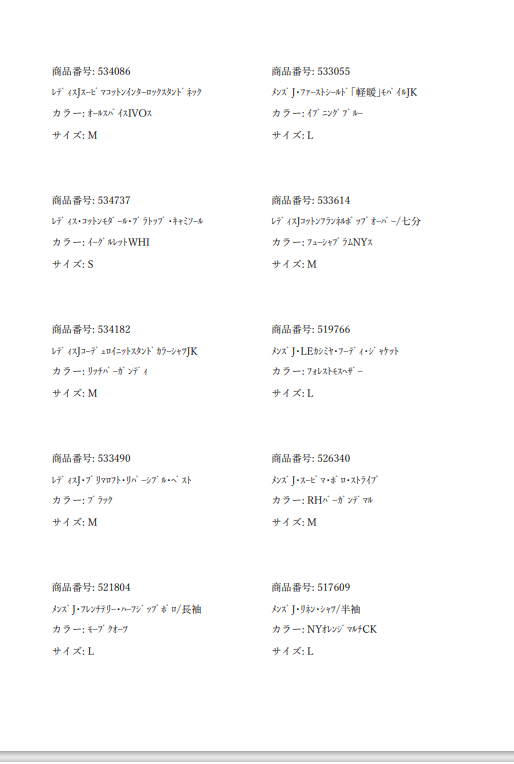 商品番号: 534086
ﾚﾃﾞｨｽJｽｰﾋﾟﾏｺｯﾄﾝｲﾝﾀｰﾛｯｸｽﾀﾝﾄﾞﾈｯｸ
カラー: ｵｰﾙｽﾊﾟｲｽIVOｽ
サイズ: M
商品番号: 533055
ﾒﾝｽﾞJ・ﾌｧｰｽﾄｼｰﾙﾄﾞ｢軽暖｣ﾓﾊﾞｲﾙJK
カラー: ｲﾌﾞﾆﾝｸﾞﾌﾞﾙｰ
サイズ: L
商品番号: 534737
ﾚﾃﾞｨｽ・ｺｯﾄﾝﾓﾀﾞｰﾙ・ﾌﾞﾗﾄｯﾌﾟ・ｷｬﾐｿｰﾙ
カラー: ｲｰｸﾞﾙﾚｯﾄWHI
サイズ: S
商品番号: 533614
ﾚﾃﾞｨｽJｺｯﾄﾝﾌﾗﾝﾈﾙﾎﾟｯﾌﾟｵｰﾊﾞｰ/七分
カラー: ﾌｭｰｼｬﾌﾟﾗﾑNYｽ
サイズ: M
商品番号: 534182
ﾚﾃﾞｨｽJｺｰﾃﾞｭﾛｲﾆｯﾄｽﾀﾝﾄﾞｶﾗｰｼｬﾂJK
カラー: ﾘｯﾁﾊﾞｰｶﾞﾝﾃﾞｨ
サイズ: M
商品番号: 519766
ﾒﾝｽﾞJ・LEｶｼﾐﾔ・ﾌｰﾃﾞｨ・ｼﾞｬｹｯﾄ
カラー: ﾌｫﾚｽﾄﾓｽﾍｻﾞｰ
サイズ: L
商品番号: 533490
ﾚﾃﾞｨｽJ・ﾌﾟﾘﾏﾛﾌﾄ・ﾘﾊﾞｰｼﾌﾞﾙ・ﾍﾞｽﾄ
カラー: ﾌﾞﾗｯｸ
サイズ: M
商品番号: 526340
ﾒﾝｽﾞJ・ｽｰﾋﾟﾏ・ﾎﾟﾛ・ｽﾄﾗｲﾌﾟ
カラー: RHﾊﾞｰｶﾞﾝﾃﾞﾏﾙ
サイズ: M
商品番号: 521804
ﾒﾝｽﾞJ・ﾌﾚﾝﾁﾃﾘｰ・ﾊｰﾌｼﾞｯﾌﾟﾎﾟﾛ/長袖
カラー: ﾓｰﾌﾞｸｵｰﾂ
サイズ: L
商品番号: 517609
ﾒﾝｽﾞJ・ﾘﾈﾝ・ｼｬﾂ/半袖
カラー: NYｵﾚﾝｼﾞﾏﾙﾁCK
サイズ: L